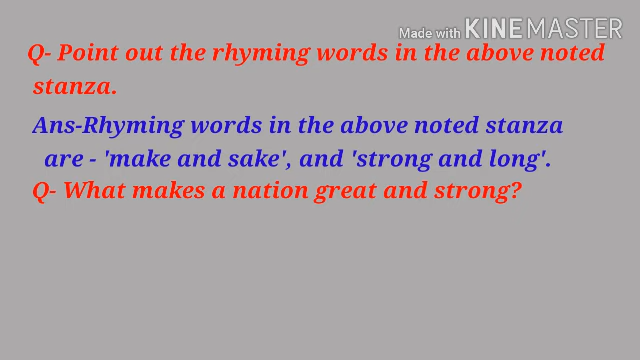 Made with KINEMASTER
Q- Point out the rhyming words in the above noted
stanza.
Ans-Rhyming words in the above noted stanza
are - 'make and sake', and 'strong and long'.
Q- What makes a nation great and strong?